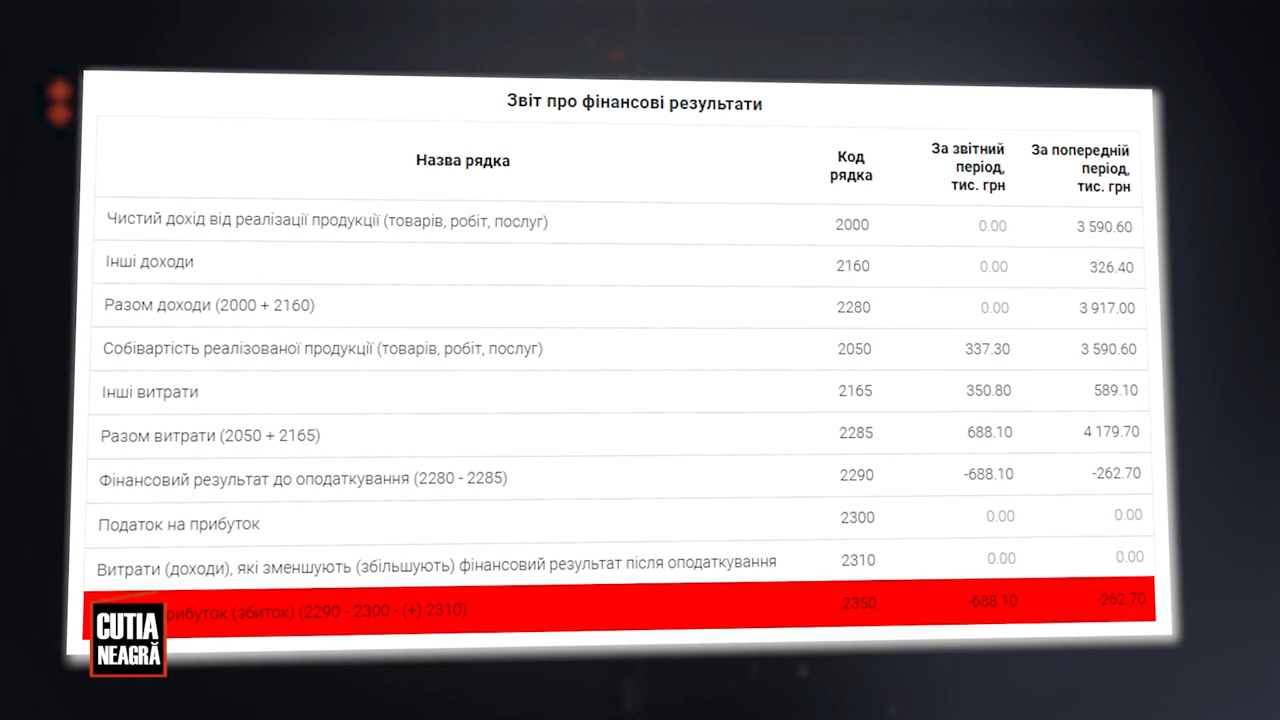 Звіт про фінансові результати
Назва рядка
Код
рядка
За звітний
період,
тис. грн
За попередній
період,
тис. грн
Чистий дохід від реалізації продукції (товарів, робіт, послуг) 2000 0.00 3 590.60
Інші доходи 2160 0.00 326.40
Разом доходи (2000 + 2160) 2280 0.00 3 917.00
Собівартість реалізованої продукції (товарів, робіт, послуг) 2050 337.30 3 590.60
Інші витрати 2165 350.80 589.10
Разом витрати (2050 + 2165) 2285 688.10 4 179.70
Фінансовий результат до оподаткування (2280 - 2285) 2290 -688.10 -262.70
Податок на прибуток 2300 0.00 0.00
Витрати (доходи), які зменшують (збільшують) фінансовий результат після оподаткування 2310 0.00 0.00
рибуток (збиток) (2290 - 2300 - (+) 2310) 2350 -688.10 -262.70
CUTIA
NEAGRĂ